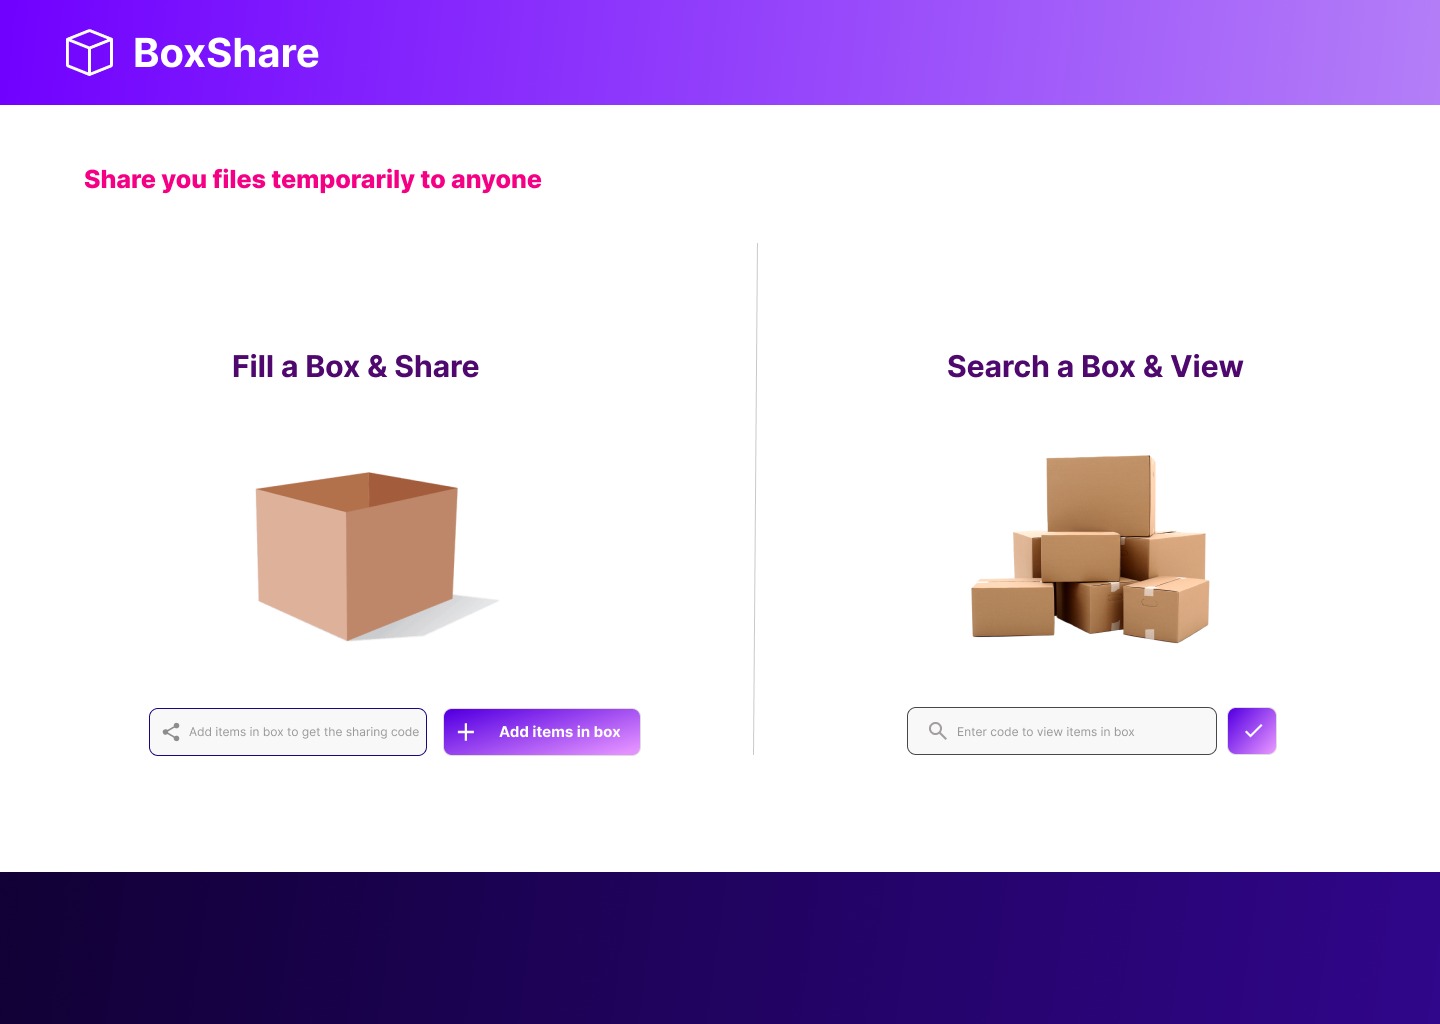 BoxShare
Share you files temporarily to anyone
Fill a Box & Share
Search a Box & View
Add items in box to get the sharing code
Add items in box
Enter code to view items in box